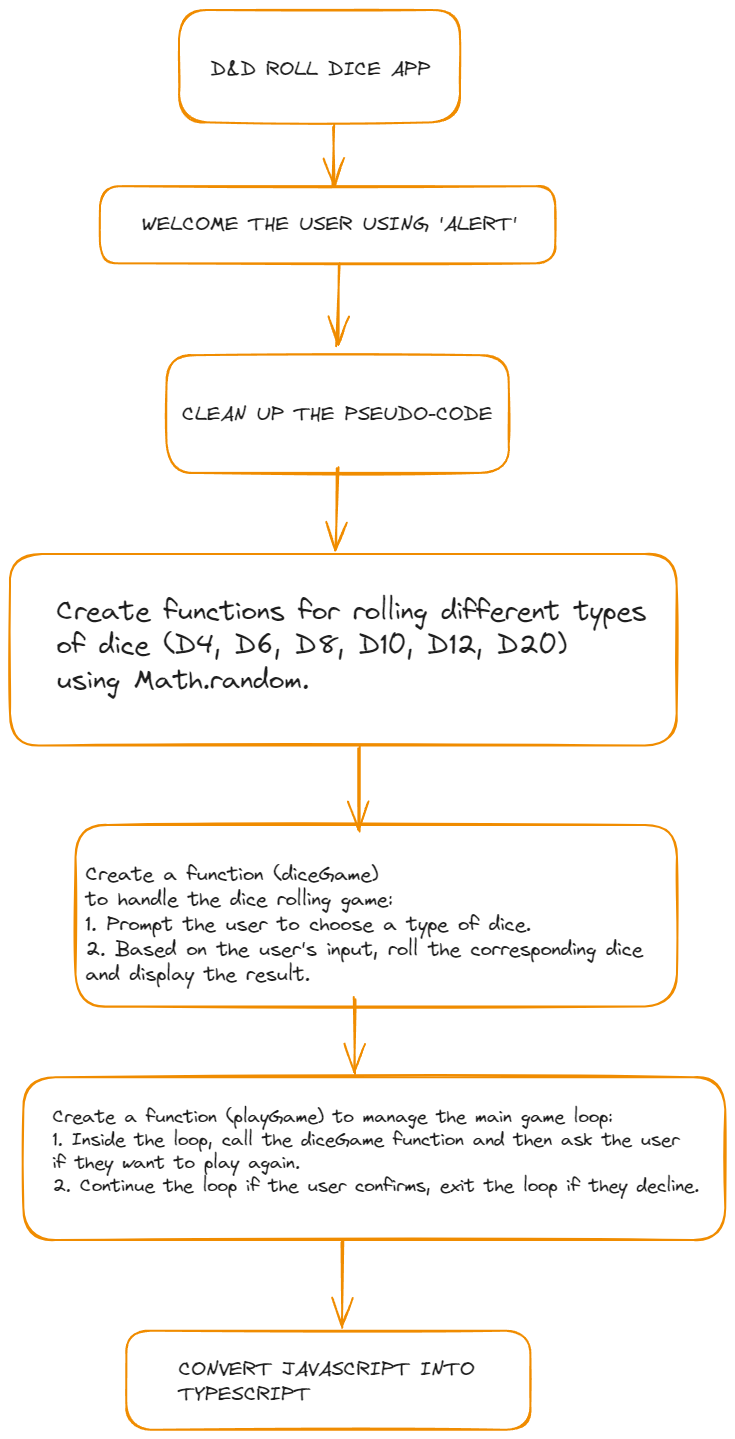 D&D ROLL DICE APP
WELCOME THE USER USING 'ALERT'
CLEAN UP THE PSEUDO-CODE
Create functions for rolling different types
of dice (D4, D6, D8, D10, D12, D20)
using Math.random.
Create a function (diceGame)
to handle the dice rolling game:
1. Prompt the user to choose a type of dice.
2. Based on the user's input, roll the corresponding dice
and display the result.
Create a function (playGame) to manage the main game loop:
1. Inside the loop, call the diceGame function and then ask the user
if they want to play again.
2. Continue the loop if the user confirms, exit the loop if they decline.
CONVERT JAVASCRIPT INTO
TYPESCRIPT